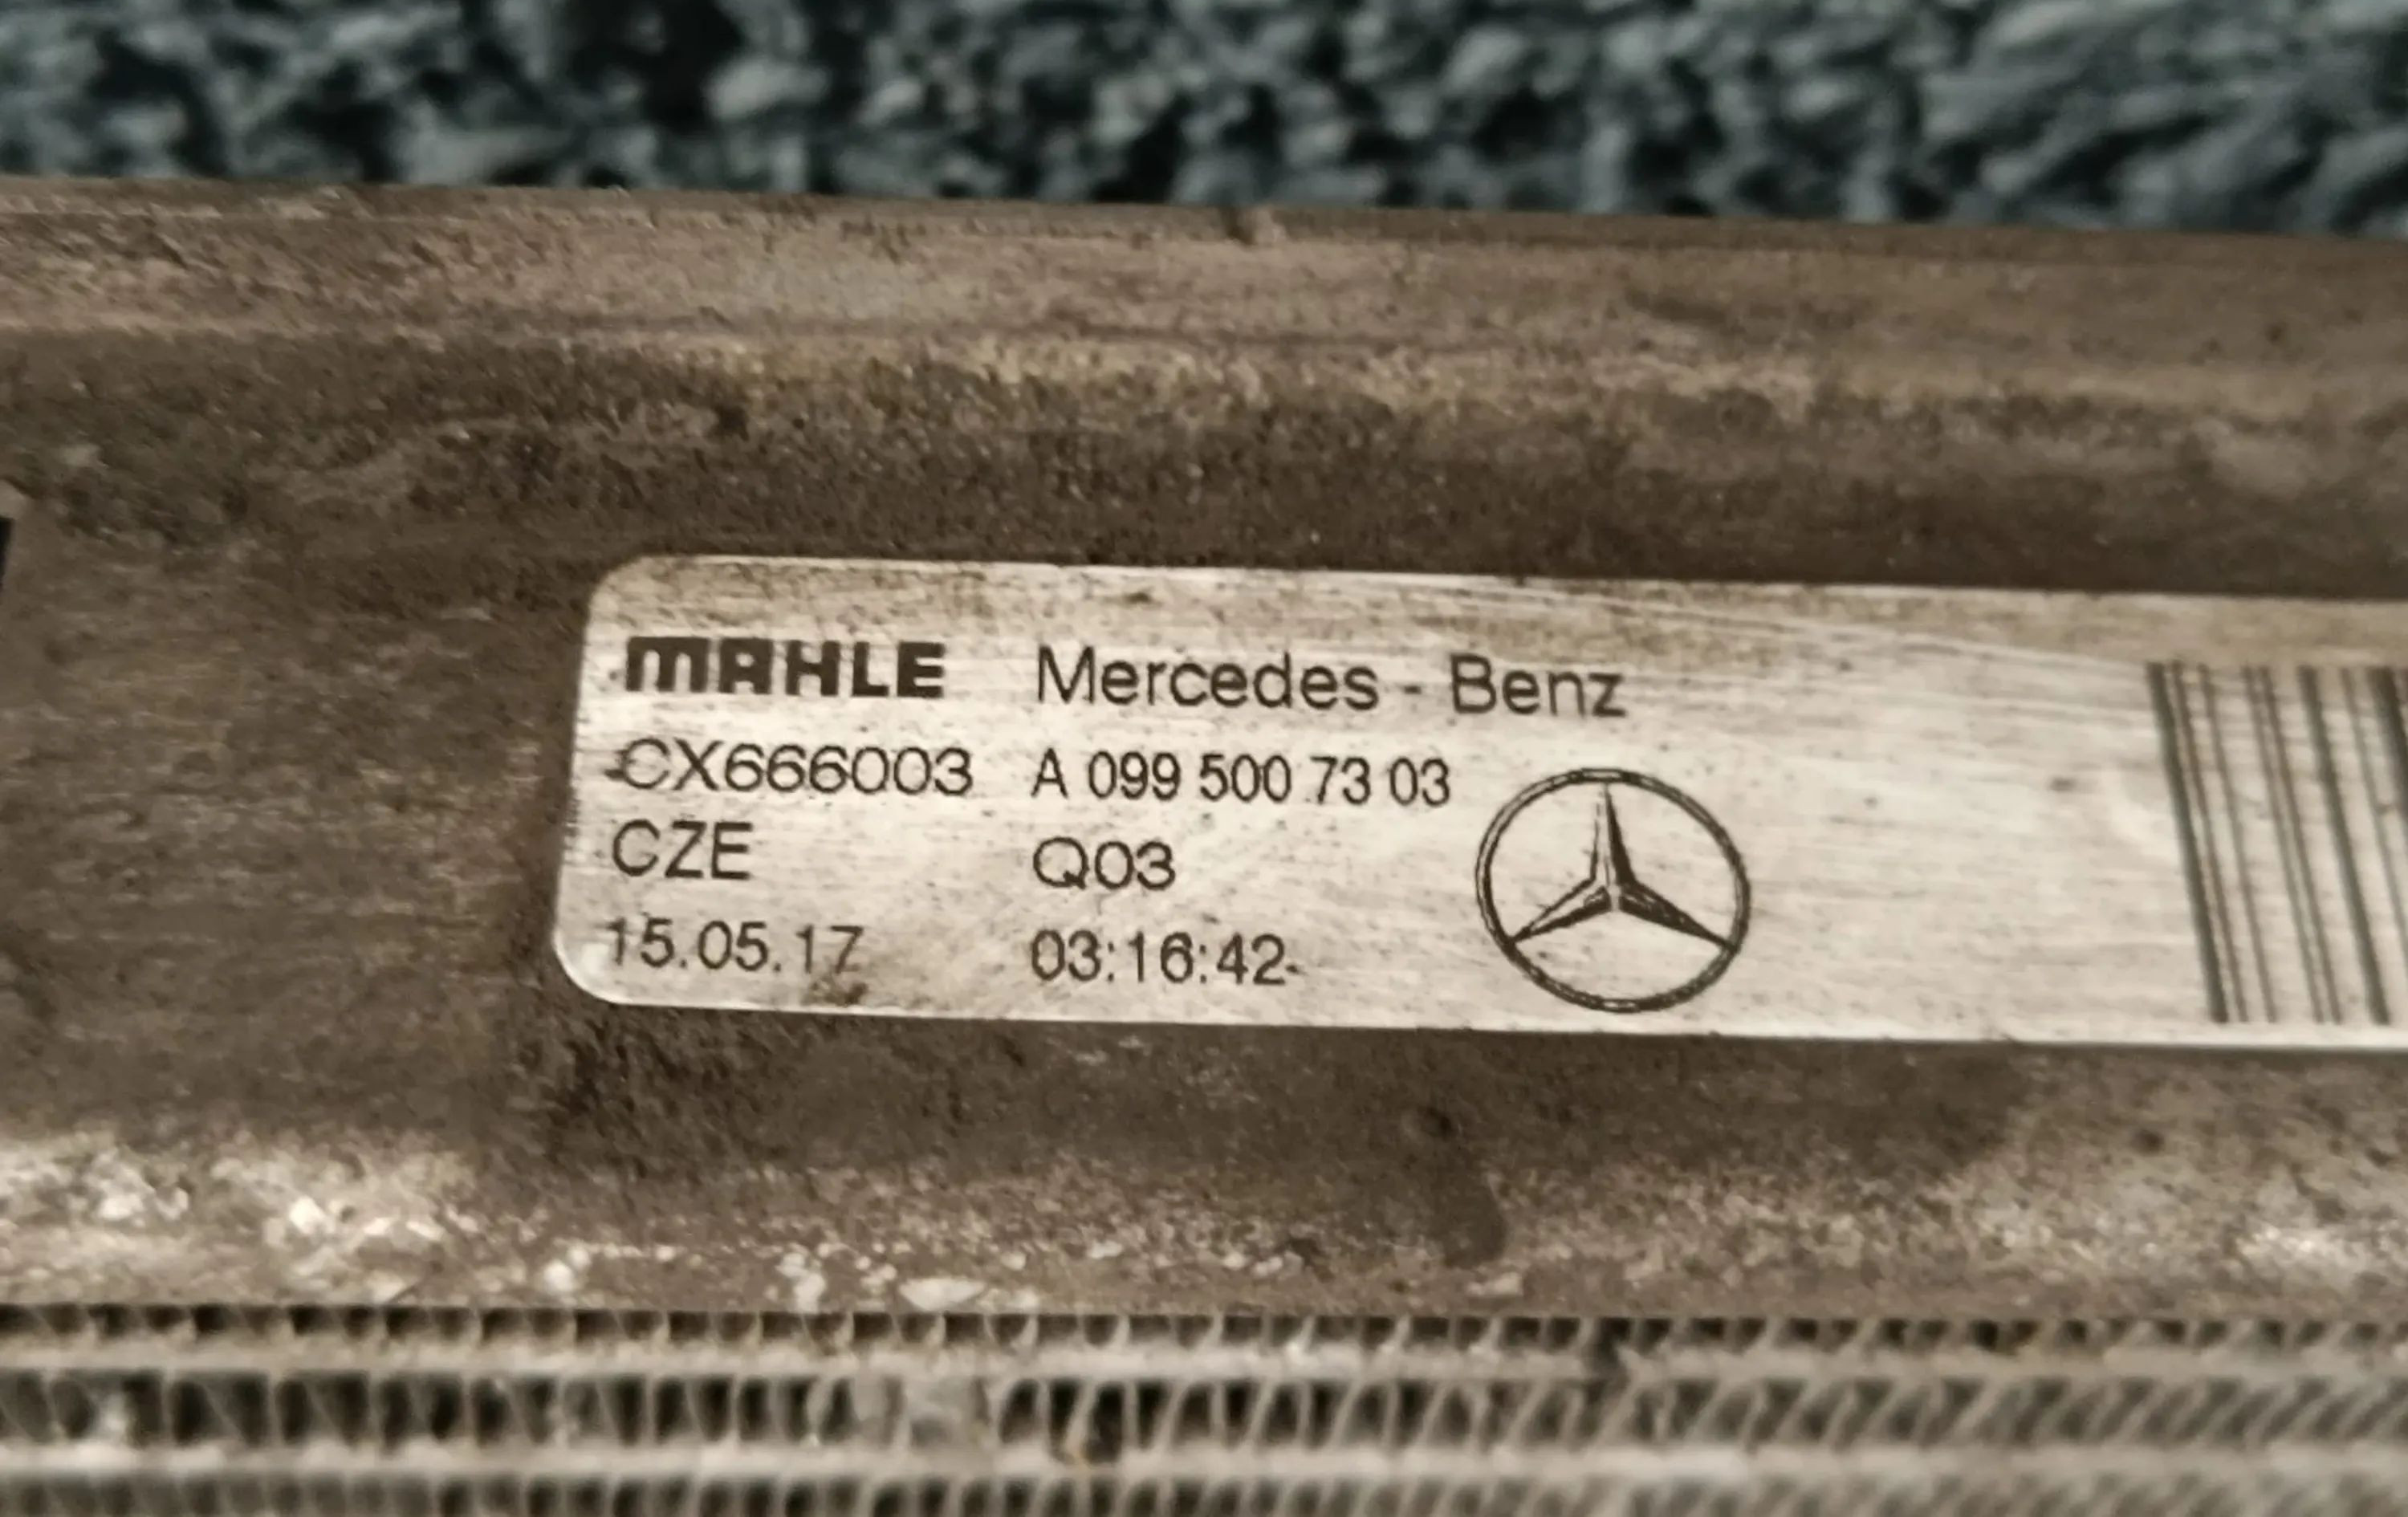 MAHLE Mercedes - Benz
CX666003 A 099 500 73 03
CZE Q03
15.05.17 03:16:42